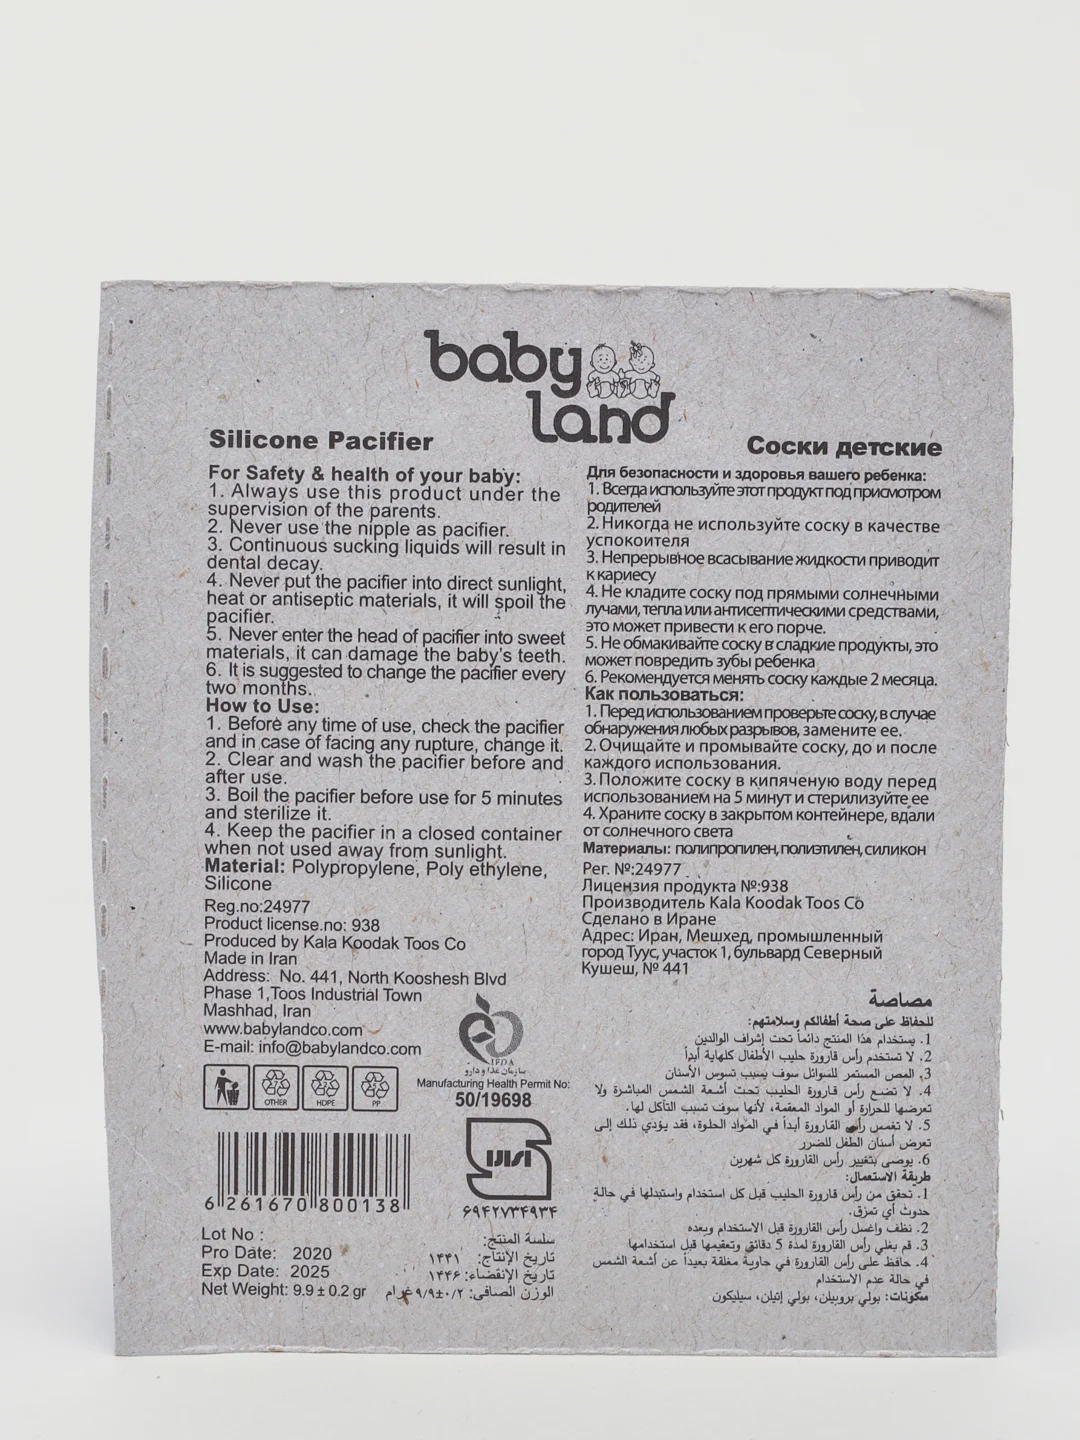 baby
land
Silicone Pacifier
For Safety & health of your baby:
1. Always use this product under the
supervision of the parents.
2. Never use the nipple as pacifier.
3. Continuous sucking liquids will result in
dental decay.
4. Never put the pacifier into direct sunlight,
heat or antiseptic materials, it will spoil the
pacifier.
5. Never enter the head of pacifier into sweet
materials, it can damage the baby's teeth.
6. It is suggested to change the pacifier every
two months.
How to Use:
1. Before any time of use, check the pacifier
and in case of facing any rupture, change it.
2. Clear and wash the pacifier before and
after use.
3. Boil the pacifier before use for 5 minutes
and sterilize it.
4. Keep the pacifier in a closed container
when not used away from sunlight.
Material: Polypropylene, Poly ethylene,
Silicone
Reg.no:24977
Product license.no: 938
Produced by Kala Koodak Toos Co
Made in Iran
Address: No. 441, North Kooshesh Blvd
Phase 1,Toos Industrial Town
Mashhad, Iran
www.babylandco.com
E-mail: info@babylandco.com
IFDA
سازمان غذا و دارو
Manufacturing Health Permit No:
50/19698
7
OTHER
2
HDPE
5
PP
6 261670 800138
۶۹۴۲۷۳۴۹۳۴
Lot No :
Pro Date: 2020
Exp Date: 2025
Net Weight: 9.9 ± 0.2 gr
سلسة المنتج:
تاريخ الإنتاج: ۱۴۴۱
تاريخ الإنقضاء: ۱۴۴۶
الوزن الصافی: ۹/۹±۰/۲ غرام
Соски детские
Для безопасности и здоровья вашего ребенка:
1. Всегда используйте этот продукт под присмотром
родителей
2. Никогда не используйте соску в качестве
успокоителя
3. Непрерывное всасывание жидкости приводит
к кариесу
4. Не кладите соску под прямыми солнечными
лучами, тепла или антисептическими средствами,
это может привести к его порче.
5. Не обмакивайте соску в сладкие продукты, это
может повредить зубы ребенка
6. Рекомендуется менять соску каждые 2 месяца.
Как пользоваться:
1. Перед использованием проверьте соску, в случае
обнаружения любых разрывов, замените ее.
2. Очищайте и промывайте соску, до и после
каждого использования.
3. Положите соску в кипяченую воду перед
использованием на 5 минут и стерилизуйте ее
4. Храните соску в закрытом контейнере, вдали
от солнечного света
Материалы: полипропилен, полиэтилен, силикон
Рег. №:24977
Лицензия продукта №:938
Производитель Kala Koodak Toos Co
Сделано в Иране
Адрес: Иран, Мешхед, промышленный
город Туус, участок 1, бульвард Северный
Кушеш, № 441
مصاصة
للحفاظ على صحة أطفالكم وسلامتهم:
1. يستخدام هذا المنتج دائماً تحت إشراف الوالدين
2. لا تستخدم رأس قارورة حليب الأطفال كلهاية أبداً
3. المص المستمر للسوائل سوف يسبب تسوس الأسنان
4. لا تضع رأس قارورة الحليب تحت أشعة الشمس المباشرة ولا
تعرضها للحرارة أو المواد المعقمة، لأنها سوف تسبب التآكل لها.
5. لا تغمس رأس القارورة أبداً في المواد الحلوة، فقد يؤدي ذلك إلى
تعرض أسنان الطفل للضرر
6. يوصى بتغيير رأس القارورة كل شهرين
طريقة الاستعمال:
1. تحقق من رأس قارورة الحليب قبل كل استخدام واستبدلها في حالة
حدوث أي تمزق.
2. نظف واغسل رأس القارورة قبل الاستخدام وبعده
3. قم بغلي رأس القارورة لمدة 5 دقائق وتعقيمها قبل استخدامها
4. حافظ على رأس القارورة في حاوية مغلقة بعيداً عن أشعة الشمس
في حالة عدم الاستخدام
مكونات: بولي بروبيلن، بولي إتيلن، سيليكون